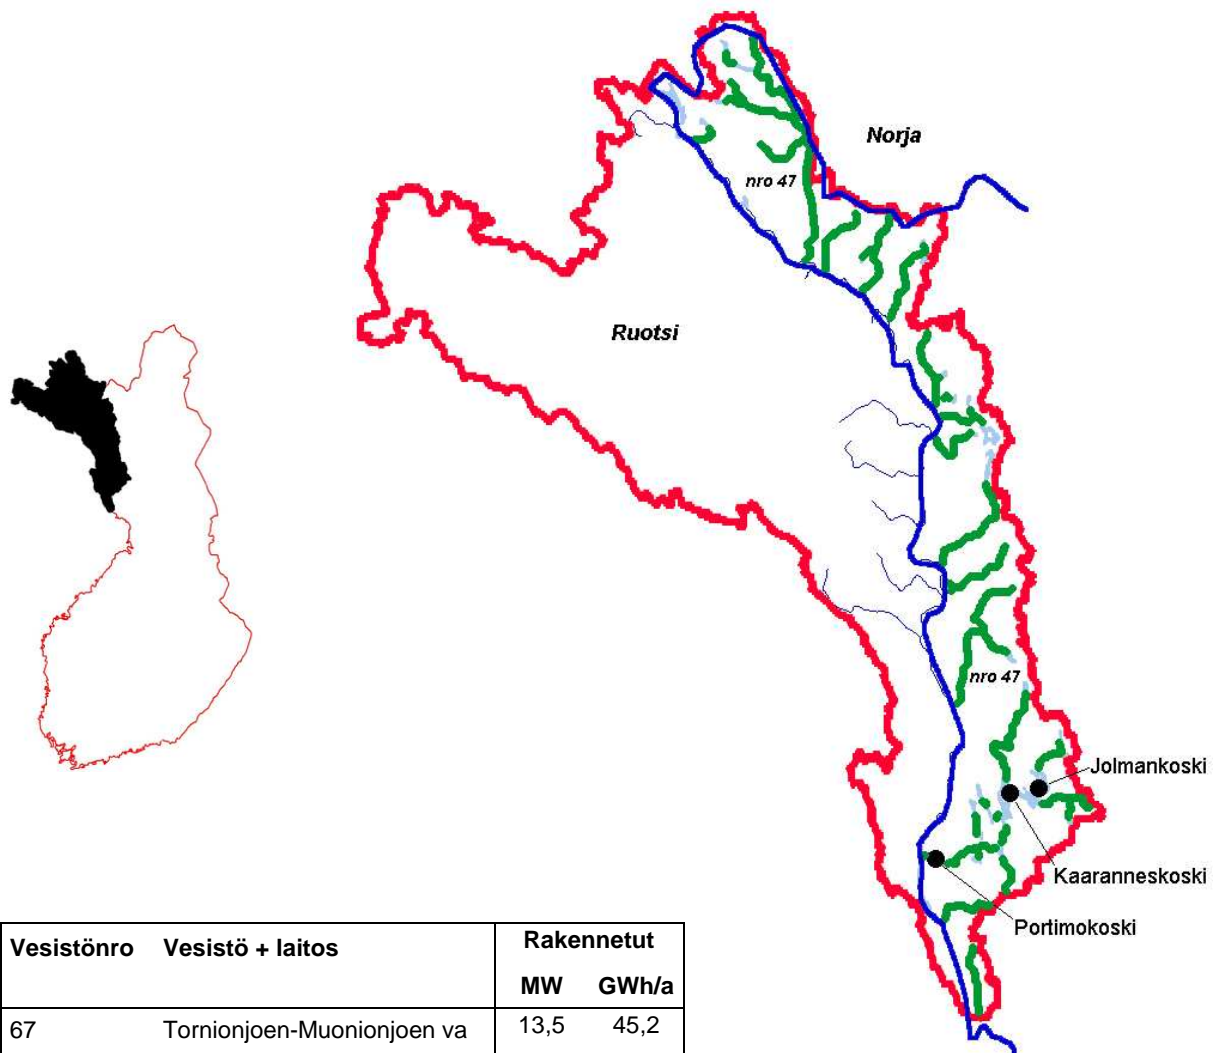 Norja
nro 47
Ruotsi
nro 47
Jolmankoski
Kaaranneskoski
Portimokoski
Vesistönro Vesistö + laitos Rakennetut
MW GWh/a
67 Tornionjoen-Muonionjoen va 13,5 45,2